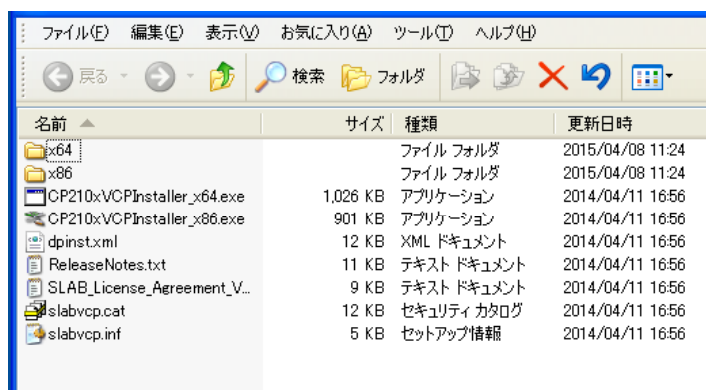 ファイル(F) 編集(E) 表示(V) お気に入り(A) ツール(T) ヘルプ(H)
戻る 検索 フォルダ
名前 サイズ 種類 更新日時
x64 ファイル フォルダ 2015/04/08 11:24
x86 ファイル フォルダ 2015/04/08 11:24
CP210xVCPInstaller_x64.exe 1,026 KB アプリケーション 2014/04/11 16:56
CP210xVCPInstaller_x86.exe 901 KB アプリケーション 2014/04/11 16:56
dpinst.xml 12 KB XML ドキュメント 2014/04/11 16:56
ReleaseNotes.txt 11 KB テキスト ドキュメント 2014/04/11 16:56
SLAB_License_Agreement_V... 9 KB テキスト ドキュメント 2014/04/11 16:56
slabvcp.cat 12 KB セキュリティ カタログ 2014/04/11 16:56
slabvcp.inf 5 KB セットアップ情報 2014/04/11 16:56